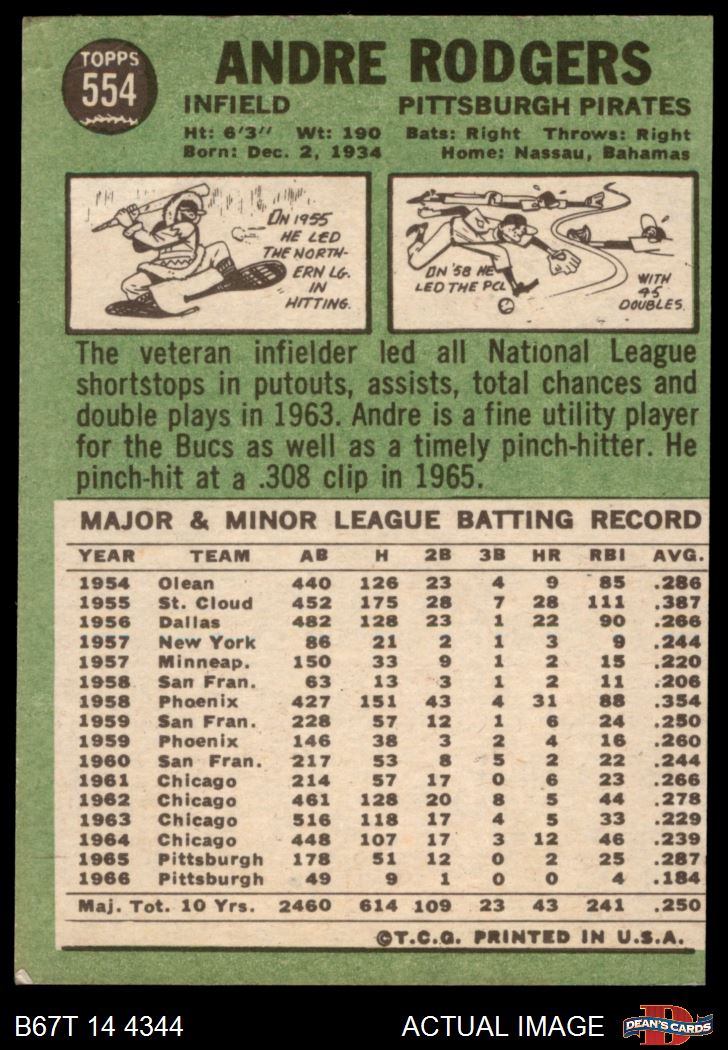 TOPPS
554
ANDRE RODGERS
INFIELD PITTSBURGH PIRATES
Ht: 6'3" Wt: 190 Bats: Right Throws: Right
Born: Dec. 2, 1934 Home: Nassau, Bahamas
ON 1955
HE LED
THE NORTH-
ERN LG.
IN
HITTING.
ON '58 HE
LED THE PCL
WITH
45
DOUBLES.
The veteran infielder led all National League
shortstops in putouts, assists, total chances and
double plays in 1963. Andre is a fine utility player
for the Bucs as well as a timely pinch-hitter. He
pinch-hit at a .308 clip in 1965.
MAJOR & MINOR LEAGUE BATTING RECORD
YEAR TEAM AB H 2B 3B HR RBI AVG.
1954 Olean 440 126 23 4 9 85 .286
1955 St. Cloud 452 175 28 7 28 111 .387
1956 Dallas 482 128 23 1 22 90 .266
1957 New York 86 21 2 1 3 9 .244
1957 Minneap. 150 33 9 1 2 15 .220
1958 San Fran. 63 13 3 1 2 11 .206
1958 Phoenix 427 151 43 4 31 88 .354
1959 San Fran. 228 57 12 1 6 24 .250
1959 Phoenix 146 38 3 2 4 16 .260
1960 San Fran. 217 53 8 5 2 22 .244
1961 Chicago 214 57 17 0 6 23 .266
1962 Chicago 461 128 20 8 5 44 .278
1963 Chicago 516 118 17 4 5 33 .229
1964 Chicago 448 107 17 3 12 46 .239
1965 Pittsburgh 178 51 12 0 2 25 .287
1966 Pittsburgh 49 9 1 0 0 4 .184
Maj. Tot. 10 Yrs. 2460 614 109 23 43 241 .250
©T.C.G. PRINTED IN U.S.A.
B67T 14 4344 ACTUAL IMAGE
D
DEAN'S CARDS